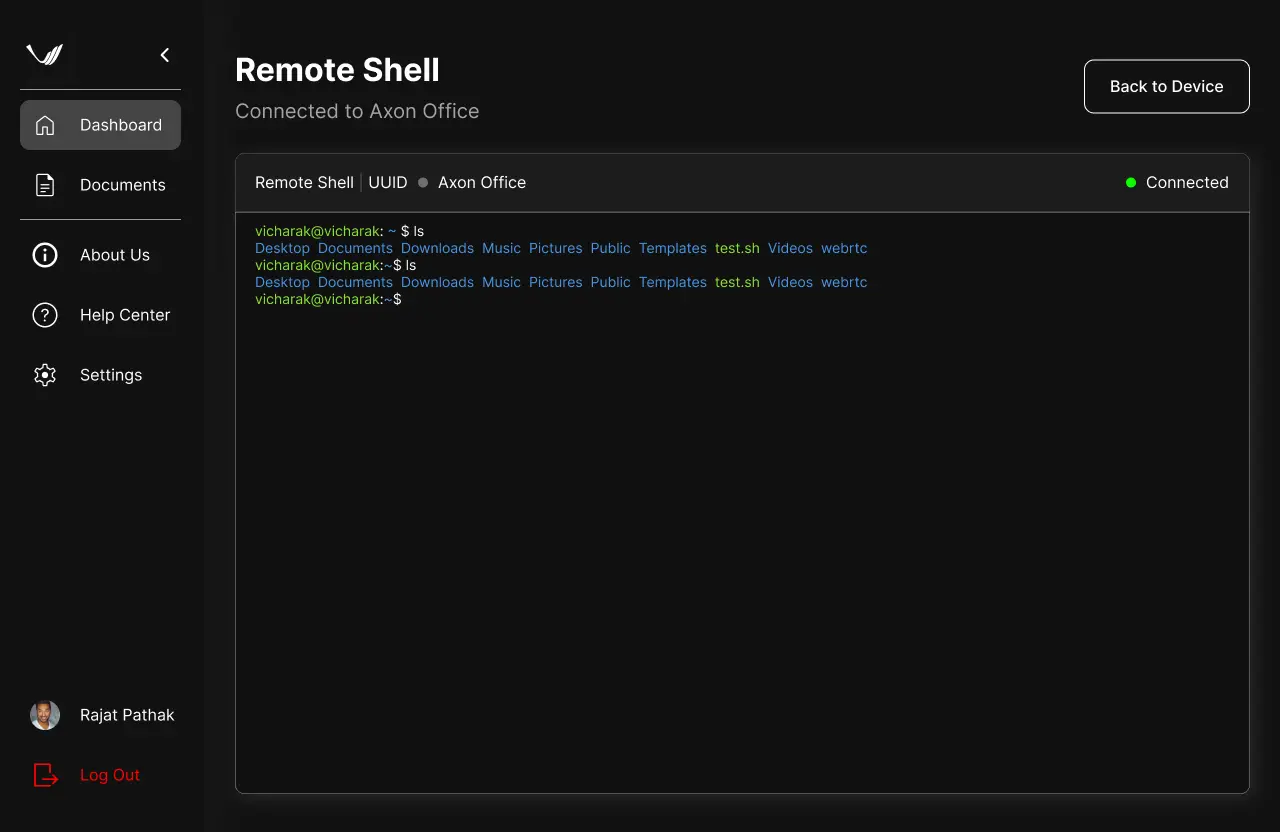 Dashboard
Documents
About Us
Help Center
Settings
Rajat Pathak
Log Out
Remote Shell
Connected to Axon Office
Back to Device
Remote Shell | UUID Axon Office
Connected
vicharak@vicharak: ~ $ ls
Desktop Documents Downloads Music Pictures Public Templates test.sh Videos webrtc
vicharak@vicharak:~$ ls
Desktop Documents Downloads Music Pictures Public Templates test.sh Videos webrtc
vicharak@vicharak:~$